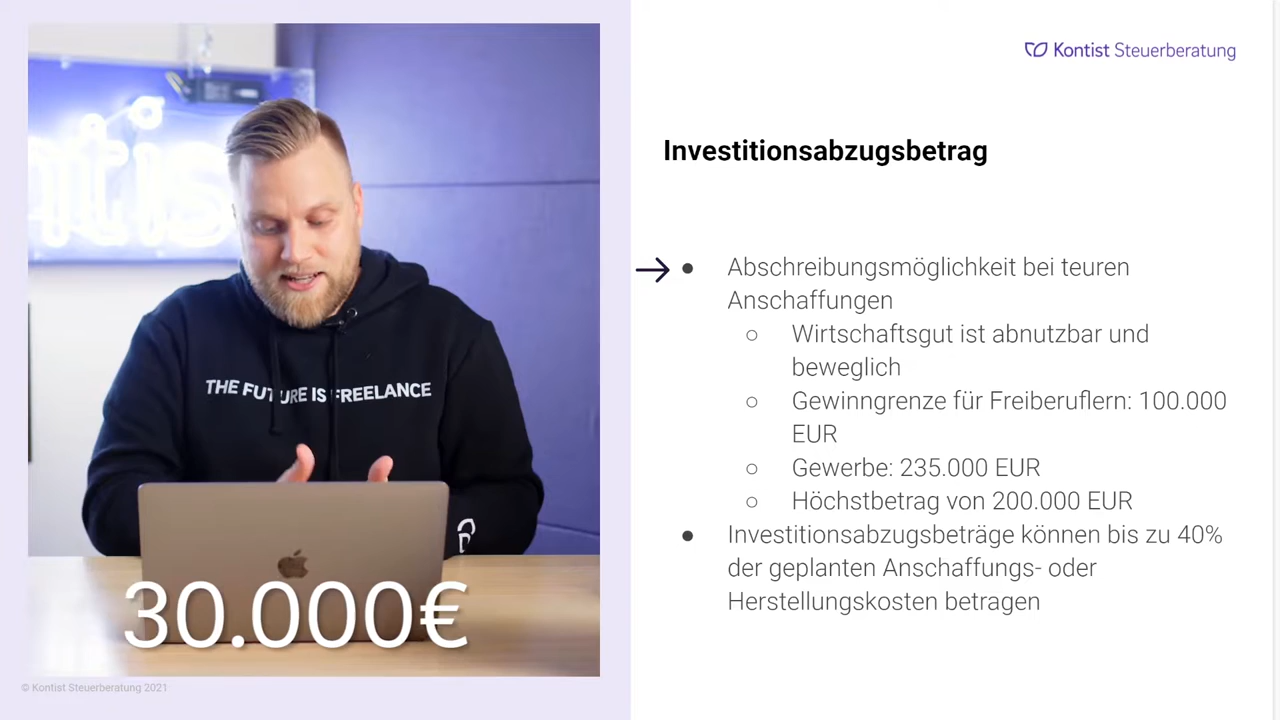 Kontist Steuerberatung
Investitionsabzugsbetrag
Abschreibungsmöglichkeit bei teuren
Anschaffungen
Wirtschaftsgut ist abnutzbar und
beweglich
Gewinngrenze für Freiberuflern: 100.000
EUR
Gewerbe: 235.000 EUR
Höchstbetrag von 200.000 EUR
Investitionsabzugsbeträge können bis zu 40%
der geplanten Anschaffungs- oder
Herstellungskosten betragen
ntis
THE FUTURE IS FREELANCE
30.000€
© Kontist Steuerberatung 2021